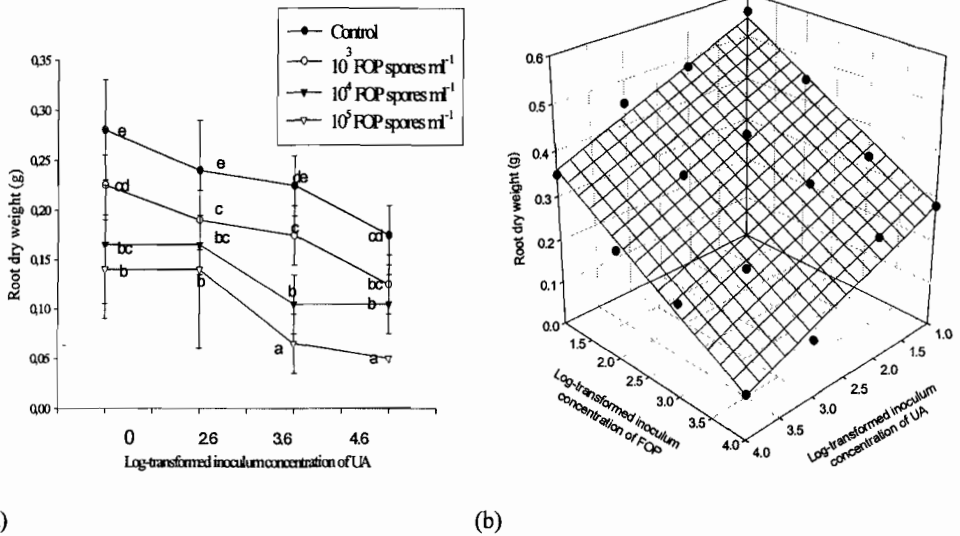 Control
10³ FOP spores ml⁻¹
10⁴ FOP spores ml⁻¹
10⁵ FOP spores ml⁻¹
Root dry weight (g)
0,35
0,30
0,25
0,20
0,15
0,10
0,05
0,00
e
e
de
cd
cd
c
c
bc
bc
bc
b
b
b
b
a
a
0 2.6 3.6 4.6
Log-transformed inoculum concentration of UA
)
Root dry weight (g)
0.6
0.5
0.4
0.3
0.2
0.1
0.0
1.5
2.0
2.5
3.0
3.5
4.0
Log-transformed inoculum
concentration of FOP
4.0
3.5
3.0
2.5
2.0
1.5
1.0
Log-transformed inoculum
concentration of UA
(b)